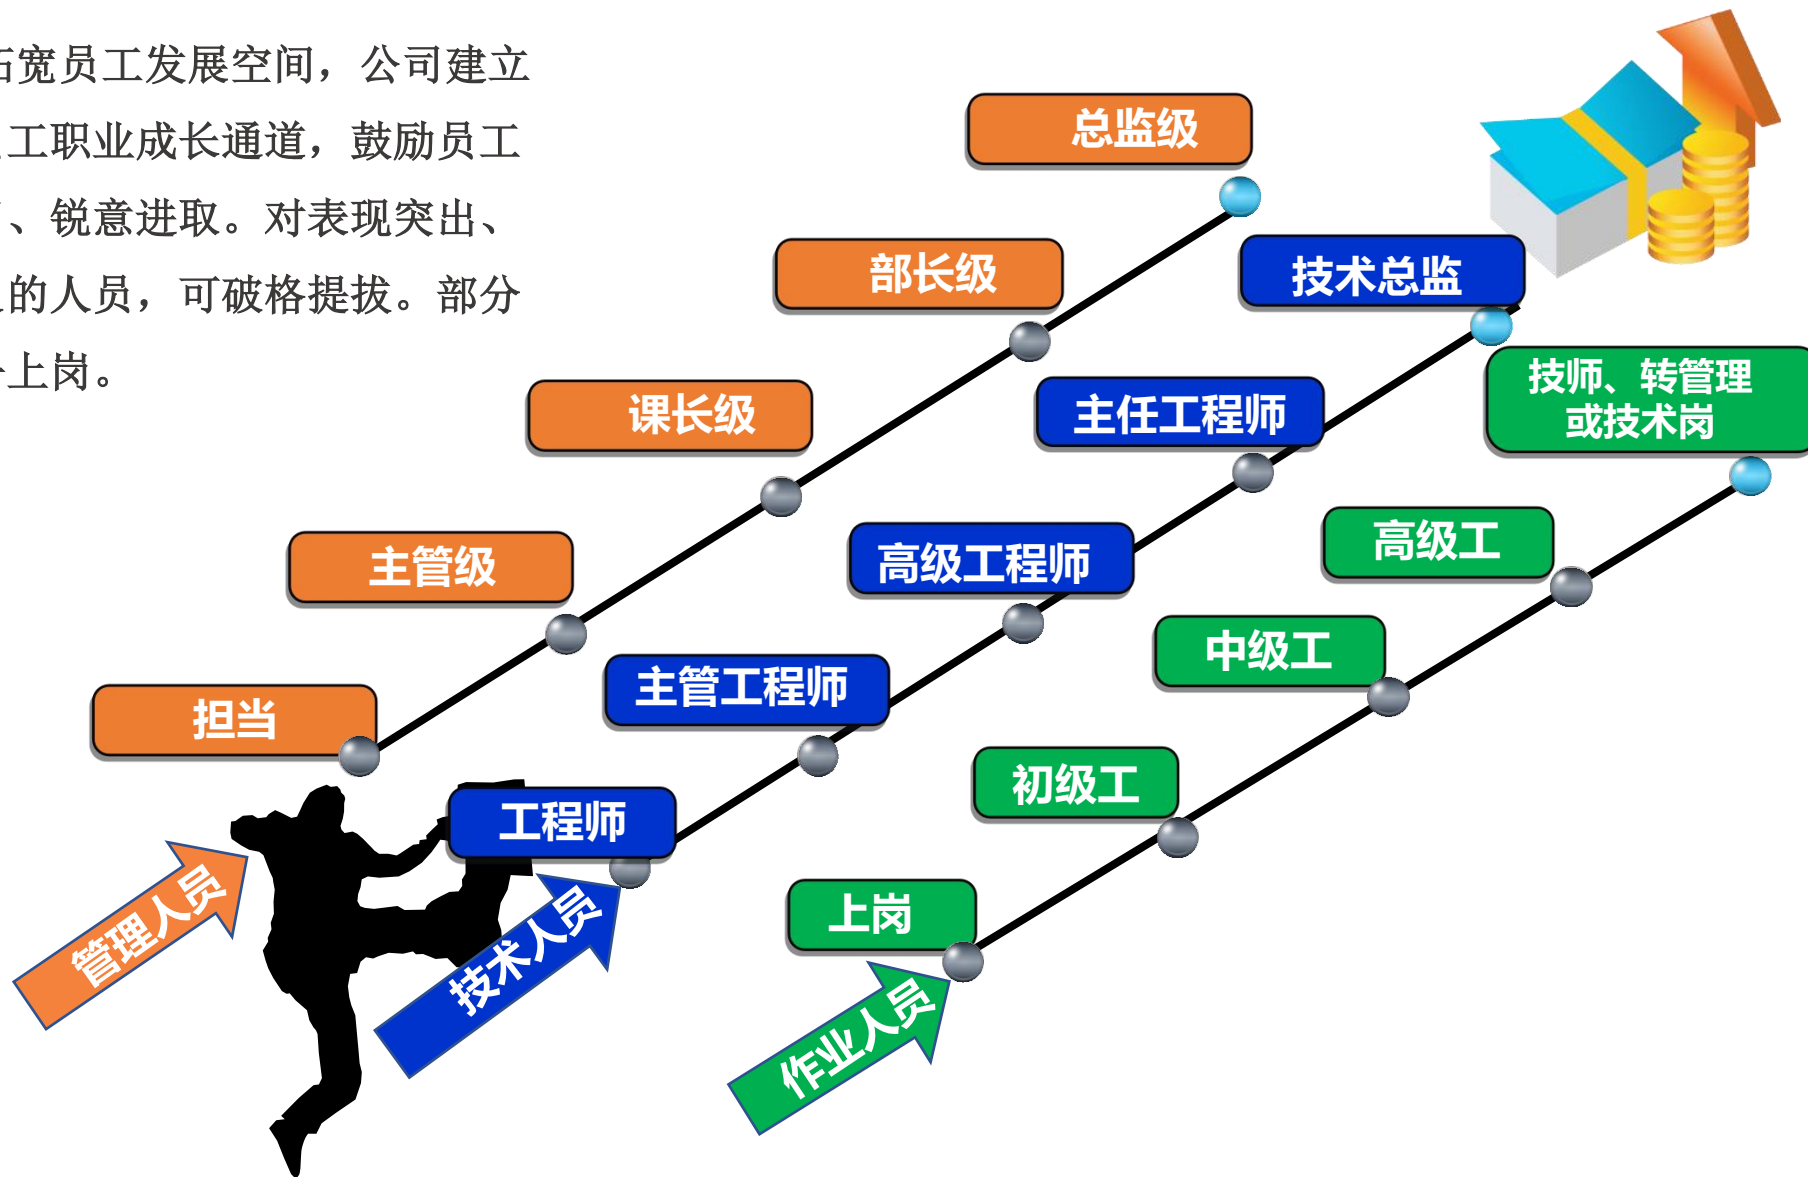 拓宽员工发展空间，公司建立
工职业成长通道，鼓励员工
、锐意进取。对表现突出、
的人员，可破格提拔。部分
上岗。
总监级
部长级
课长级
主管级
担当
管理人员
技术总监
主任工程师
高级工程师
主管工程师
工程师
技术人员
技师、转管理
或技术岗
高级工
中级工
初级工
上岗
作业人员